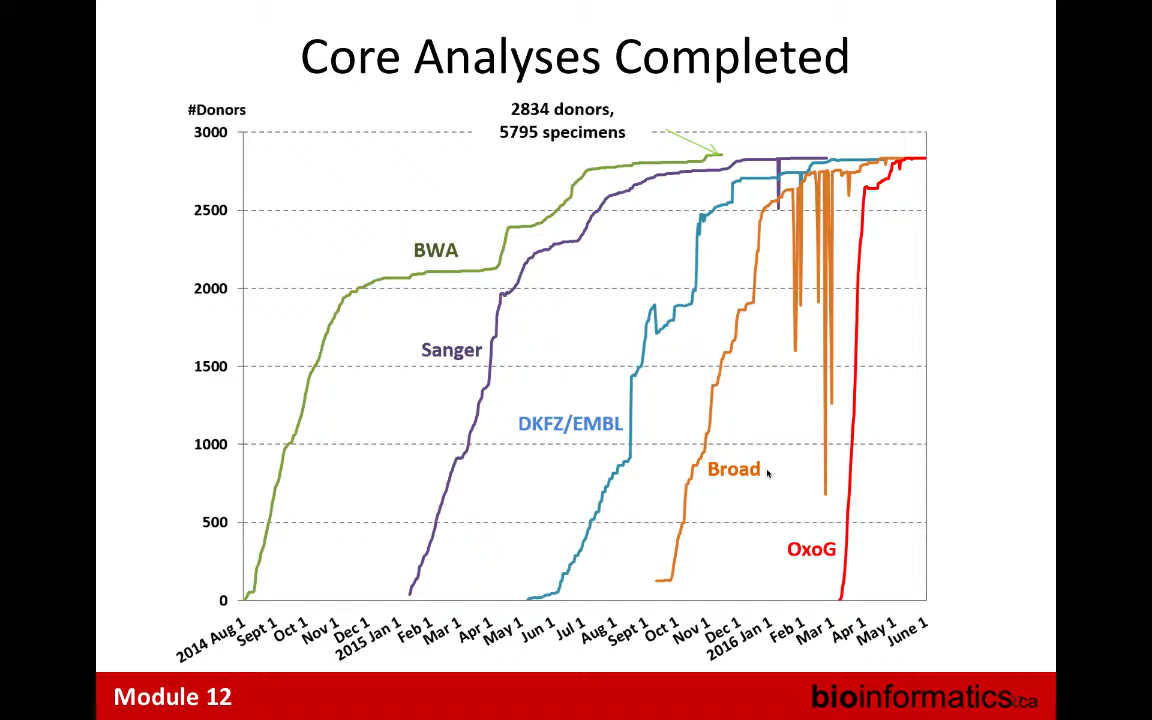 Core Analyses Completed
#Donors
2834 donors,
5795 specimens
3000
2500
2000
1500
1000
500
0
BWA
Sanger
DKFZ/EMBL
Broad
OxoG
2014 Aug 1
Sept 1
Oct 1
Nov 1
Dec 1
2015 Jan 1
Feb 1
Mar 1
Apr 1
May 1
Jun 1
Jul 1
Aug 1
Sept 1
Oct 1
Nov 1
Dec 1
2016 Jan 1
Feb 1
Mar 1
Apr 1
May 1
June 1
Module 12
bioinformatics.ca